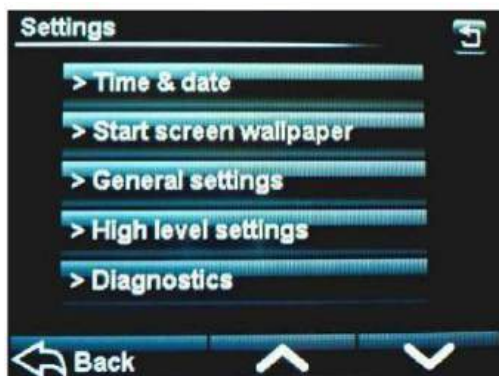 Settings
> Time & date
> Start screen wallpaper
> General settings
> High level settings
> Diagnostics
Back